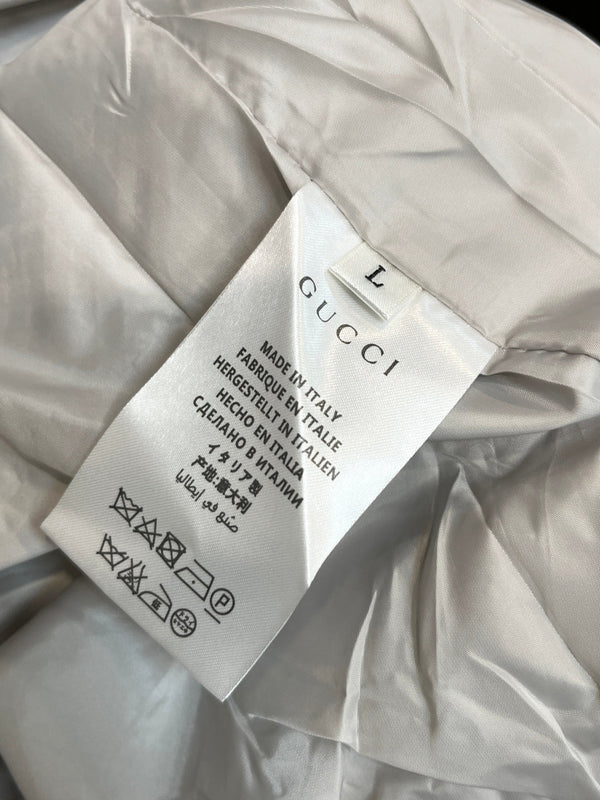 L
GUCCI
MADE IN ITALY
FABRIQUE EN ITALIE
HERGESTELLT IN ITALIEN
HECHO EN ITALIA
СДЕЛАНО В ИТАЛИИ
イタリア製
产地:意大利
صنع في إيطاليا
P